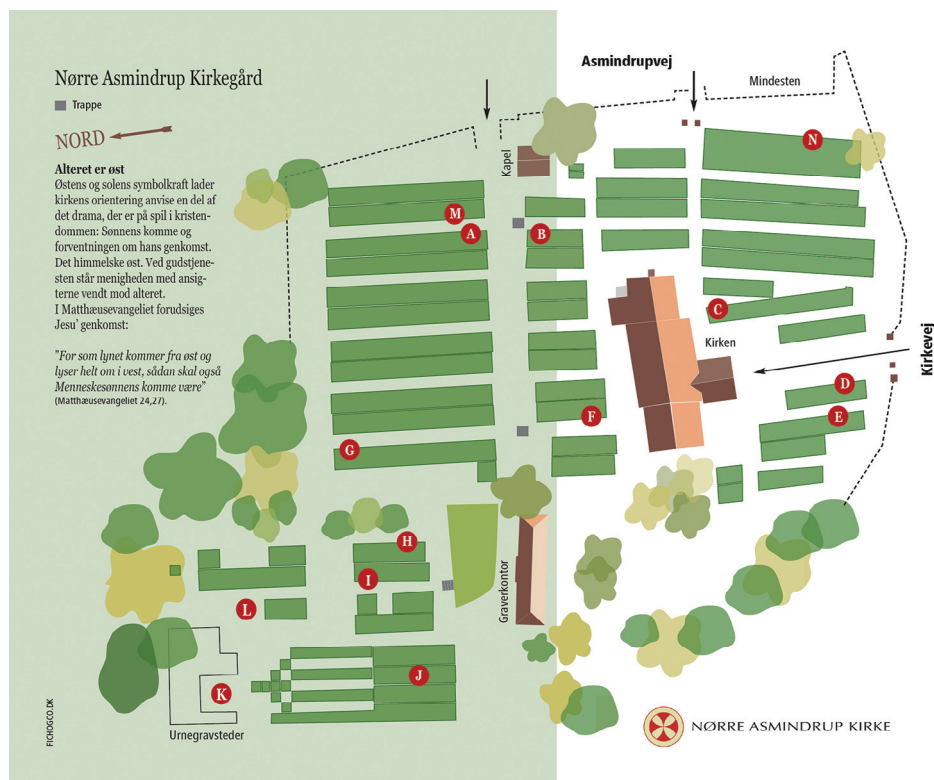 Nørre Asmindrup Kirkegård
Trappe
NORD
Alteret er øst
Østens og solens symbolkraft lader
kirkens orientering anvise en del af
det drama, der er på spil i kristen-
dommen: Sønnens komme og
forventningen om hans genkomst.
Det himmelske øst. Ved gudstjene-
sten står menigheden med ansig-
terne vendt mod alteret.
I Matthæusevangeliet forudsiges
Jesu’ genkomst:
”For som lynet kommer fra øst og
lyser helt om i vest, sådan skal også
Menneskesønnens komme være”
(Matthæusevangeliet 24,27).
Asmindrupvej
Mindesten
Kapel
N
M
A
B
C
Kirken
Kirkevej
D
E
F
G
H
I
Graverkontor
L
J
K
Urnegravsteder
FICHOGCO.DK
NØRRE ASMINDRUP KIRKE